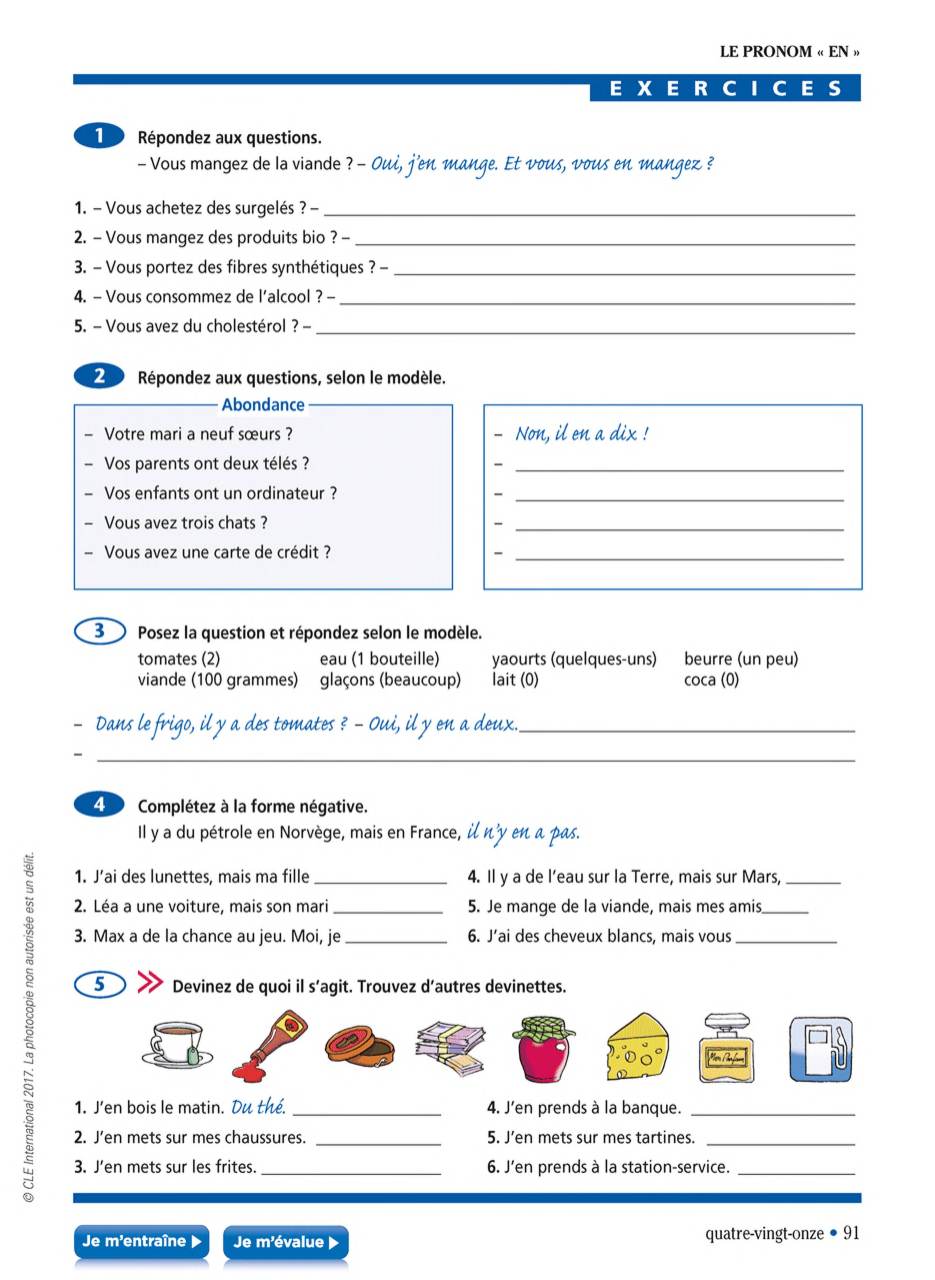 LE PRONOM « EN »
EXERCICES
1 Répondez aux questions.
– Vous mangez de la viande ? – Oui, j'en mange. Et vous, vous en mangez ?
1. – Vous achetez des surgelés ? –
2. – Vous mangez des produits bio ? –
3. – Vous portez des fibres synthétiques ? –
4. – Vous consommez de l'alcool ? –
5. – Vous avez du cholestérol ? –
2 Répondez aux questions, selon le modèle.
Abondance
– Votre mari a neuf sœurs ? – Non, il en a dix !
– Vos parents ont deux télés ? –
– Vos enfants ont un ordinateur ? –
– Vous avez trois chats ? –
– Vous avez une carte de crédit ? –
3 Posez la question et répondez selon le modèle.
tomates (2) eau (1 bouteille) yaourts (quelques-uns) beurre (un peu)
viande (100 grammes) glaçons (beaucoup) lait (0) coca (0)
– Dans le frigo, il y a des tomates ? – Oui, il y en a deux.
–
4 Complétez à la forme négative.
Il y a du pétrole en Norvège, mais en France, il n'y en a pas.
1. J'ai des lunettes, mais ma fille
2. Léa a une voiture, mais son mari
3. Max a de la chance au jeu. Moi, je
4. Il y a de l'eau sur la Terre, mais sur Mars,
5. Je mange de la viande, mais mes amis
6. J'ai des cheveux blancs, mais vous
5 Devinez de quoi il s'agit. Trouvez d'autres devinettes.
Mon Parfum
1. J'en bois le matin. Du thé.
2. J'en mets sur mes chaussures.
3. J'en mets sur les frites.
4. J'en prends à la banque.
5. J'en mets sur mes tartines.
6. J'en prends à la station-service.
© CLE International 2017. La photocopie non autorisée est un délit.
Je m'entraîne Je m'évalue
quatre-vingt-onze • 91